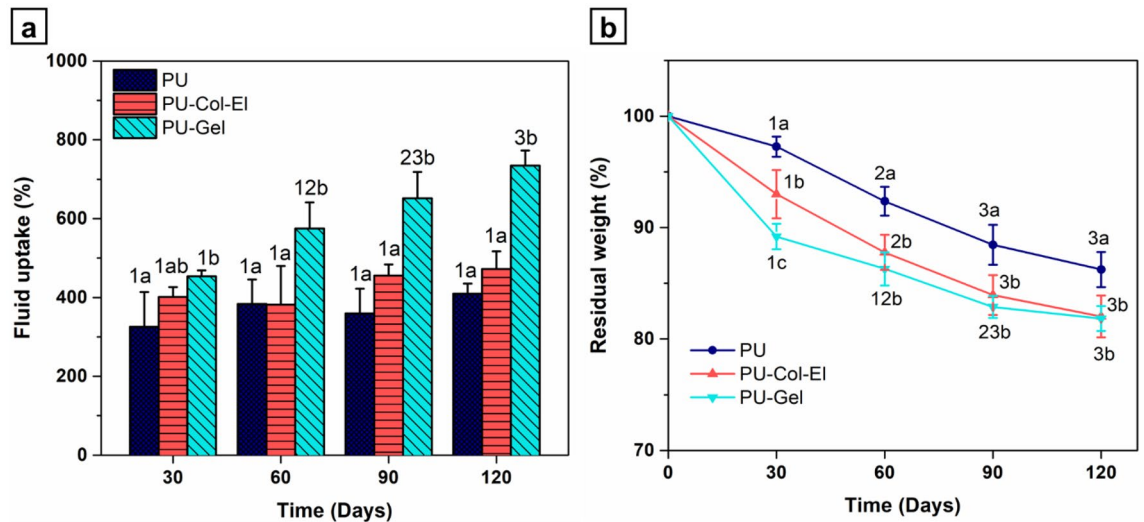 a
1000
800
600
400
200
0
Fluid uptake (%)
PU
PU-Col-El
PU-Gel
1a 1ab 1b
1a 1a 12b
1a 1a 23b
1a 1a 3b
30 60 90 120
Time (Days)
b
100
90
80
70
Residual weight (%)
1a
1b
1c
2a
2b
12b
3a
3b
23b
3a
3b
3b
PU
PU-Col-El
PU-Gel
0 30 60 90 120
Time (Days)